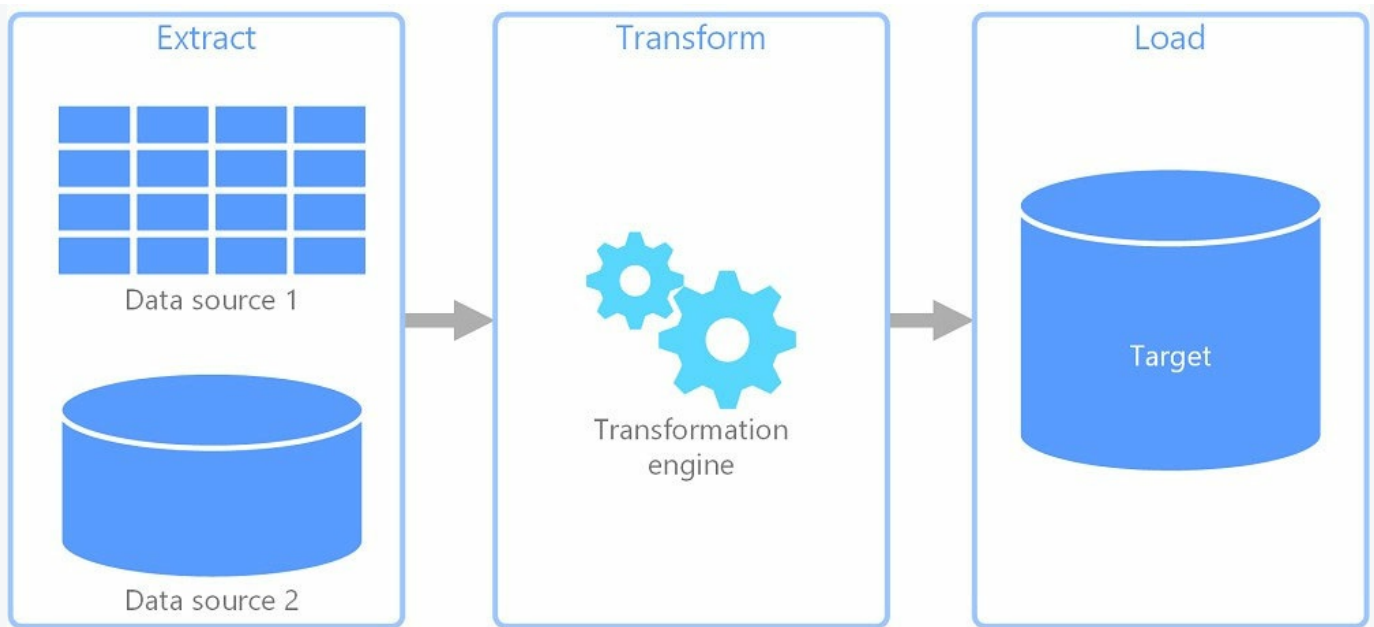 Extract
Data source 1
Data source 2
Transform
Transformation
engine
Load
Target